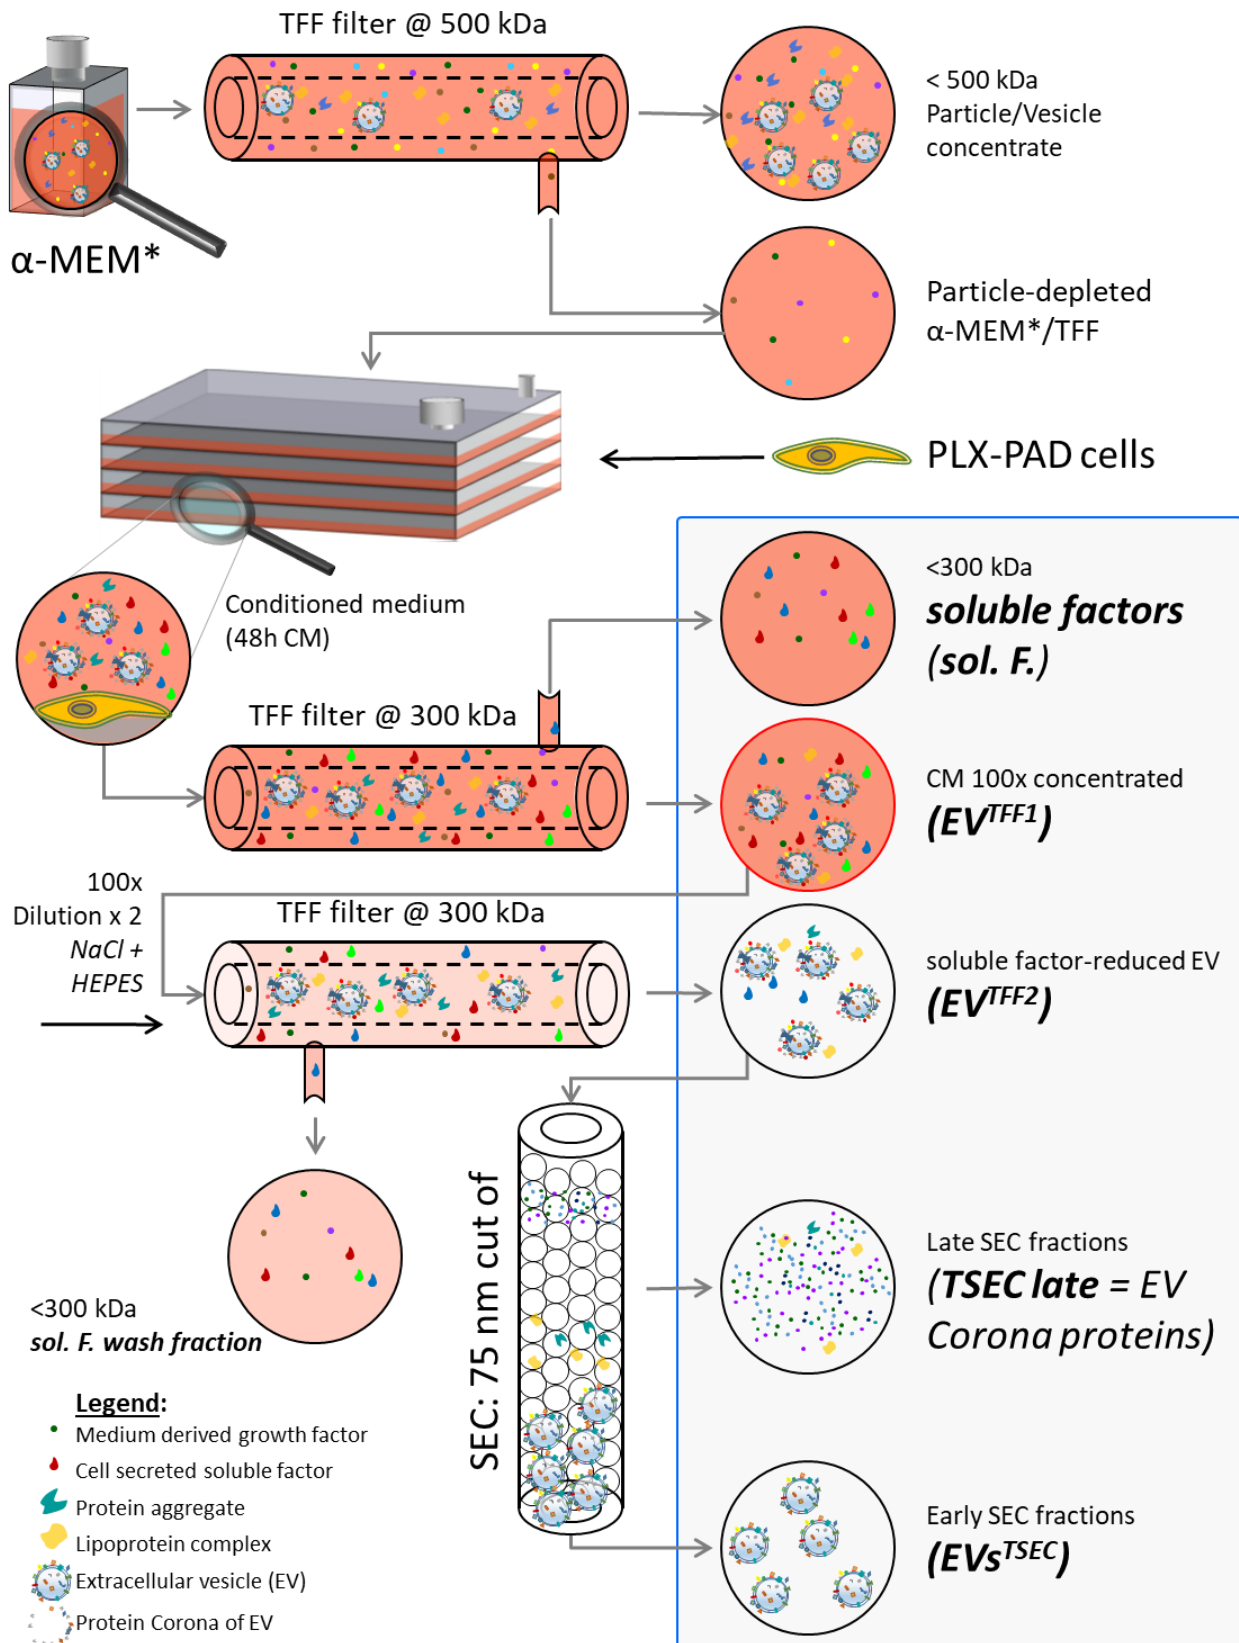 TFF filter @ 500 kDa
< 500 kDa
Particle/Vesicle
concentrate
α-MEM*
Particle-depleted
α-MEM*/TFF
PLX-PAD cells
<300 kDa
soluble factors
(sol. F.)
Conditioned medium
(48h CM)
TFF filter @ 300 kDa
CM 100x concentrated
(EV^TFF1)
100x
Dilution x 2
NaCl +
HEPES
TFF filter @ 300 kDa
soluble factor-reduced EV
(EV^TFF2)
SEC: 75 nm cut of
Late SEC fractions
(TSEC late = EV
Corona proteins)
<300 kDa
sol. F. wash fraction
Early SEC fractions
(EVs^TSEC)
Legend:
Medium derived growth factor
Cell secreted soluble factor
Protein aggregate
Lipoprotein complex
Extracellular vesicle (EV)
Protein Corona of EV